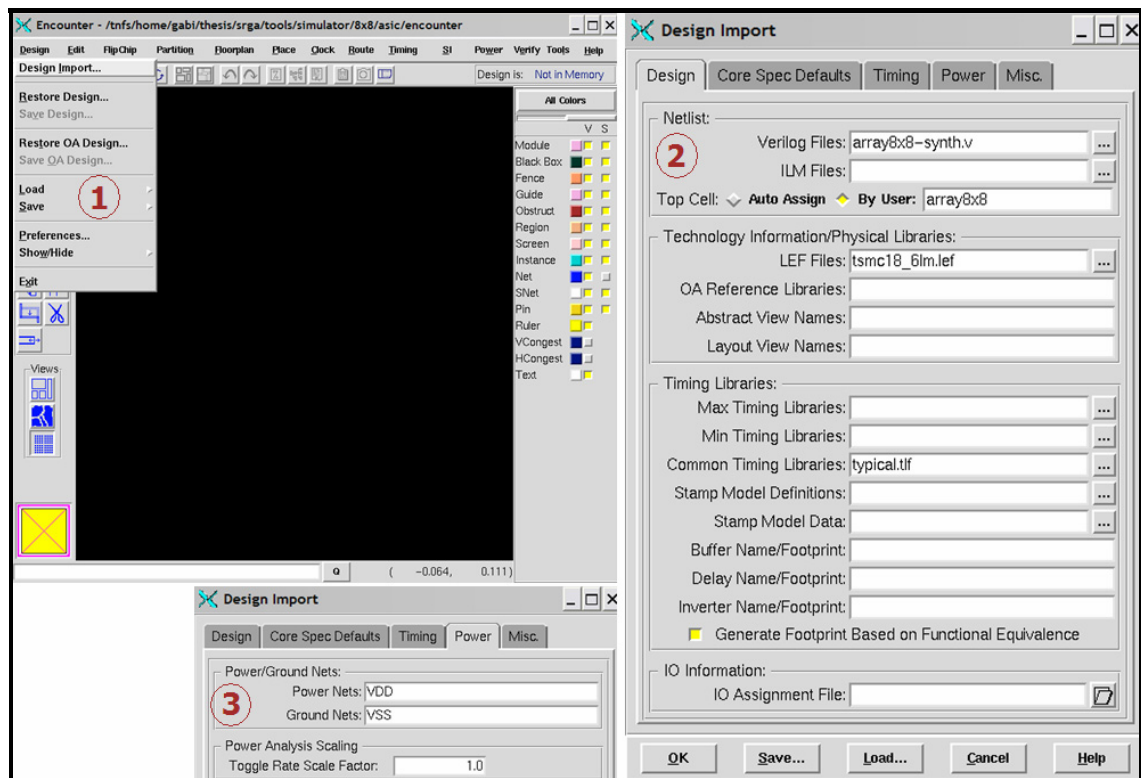 Encounter - /tnfs/home/gabi/thesis/srga/tools/simulator/8x8/asic/encounter
Design Edit FlipChip Partition Floorplan Place Clock Route Timing SI Power Verify Tools Help
Design Import...
Design is: Not in Memory
Restore Design...
Save Design...
Restore OA Design...
Save OA Design...
Load
Save
1
Preferences...
Show/Hide
Exit
All Colors
V S
Module
Black Box
Fence
Guide
Obstruct
Region
Screen
Instance
Net
SNet
Pin
Ruler
VCongest
HCongest
Text
Views
Q ( -0.064, 0.111)
Design Import
Design Core Spec Defaults Timing Power Misc.
Netlist:
2
Verilog Files: array8x8-synth.v ...
ILM Files: ...
Top Cell: Auto Assign By User: array8x8
Technology Information/Physical Libraries:
LEF Files: tsmc18_6lm.lef ...
OA Reference Libraries:
Abstract View Names:
Layout View Names:
Timing Libraries:
Max Timing Libraries: ...
Min Timing Libraries: ...
Common Timing Libraries: typical.tlf ...
Stamp Model Definitions: ...
Stamp Model Data: ...
Buffer Name/Footprint:
Delay Name/Footprint:
Inverter Name/Footprint:
Generate Footprint Based on Functional Equivalence
IO Information:
IO Assignment File:
OK Save... Load... Cancel Help
Design Import
Design Core Spec Defaults Timing Power Misc.
Power/Ground Nets:
3
Power Nets: VDD
Ground Nets: VSS
Power Analysis Scaling
Toggle Rate Scale Factor: 1.0